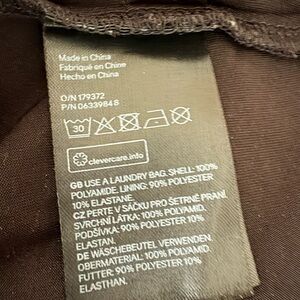 Made in China
Fabriqué en Chine
Hecho en China
O/N 179372
P/N 0633984 S
30
clevercare.info
GB USE A LAUNDRY BAG. SHELL: 100%
POLYAMIDE. LINING: 90% POLYESTER
10% ELASTANE.
CZ PERTE V SÁČKU PRO ŠETRNÉ PRANÍ.
SVRCHNÍ LÁTKA: 100% POLYAMID.
PODŠÍVKA: 90% POLYESTER 10%
ELASTAN.
DE WÄSCHEBEUTEL VERWENDEN.
OBERMATERIAL: 100% POLYAMID.
FUTTER: 90% POLYESTER 10%
ELASTHAN.